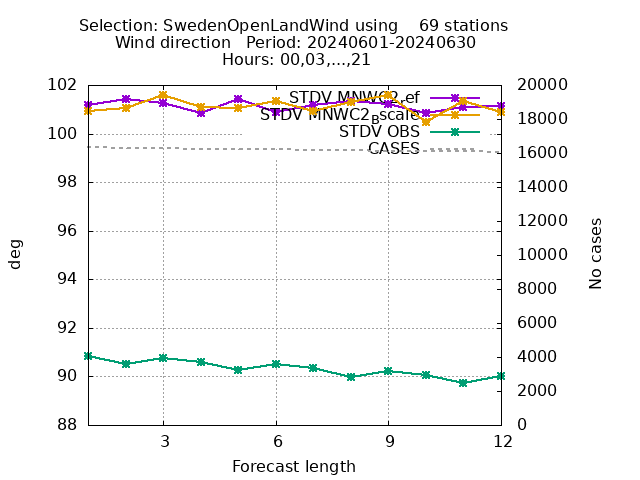 Selection: SwedenOpenLandWind using 69 stations
Wind direction Period: 20240601-20240630
Hours: 00,03,...,21
STDV MNWC2_ref
STDV MNWC2_Bscale
STDV OBS
CASES
102
100
98
96
94
92
90
88
deg
20000
18000
16000
14000
12000
10000
8000
6000
4000
2000
0
No cases
3
6
9
12
Forecast length